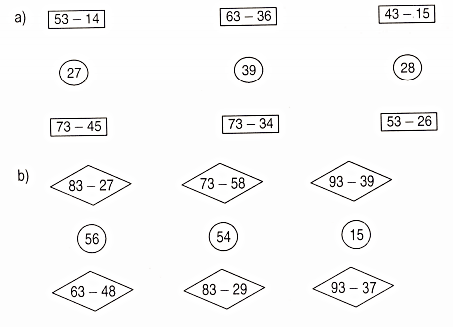 a) 53 – 14 63 – 36 43 – 15
27 39 28
73 – 45 73 – 34 53 – 26
b) 83 – 27 73 – 58 93 – 39
56 54 15
63 – 48 83 – 29 93 – 37